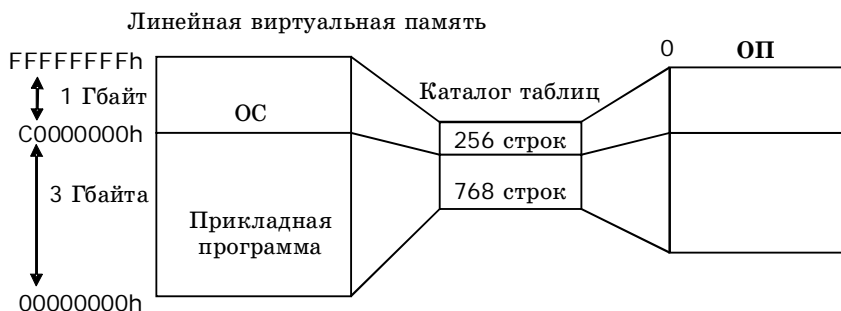 Линейная виртуальная память
FFFFFFFFh
0
ОП
1 Гбайт
Каталог таблиц
ОС
C0000000h
256 строк
3 Гбайта
768 строк
Прикладная
программа
00000000h